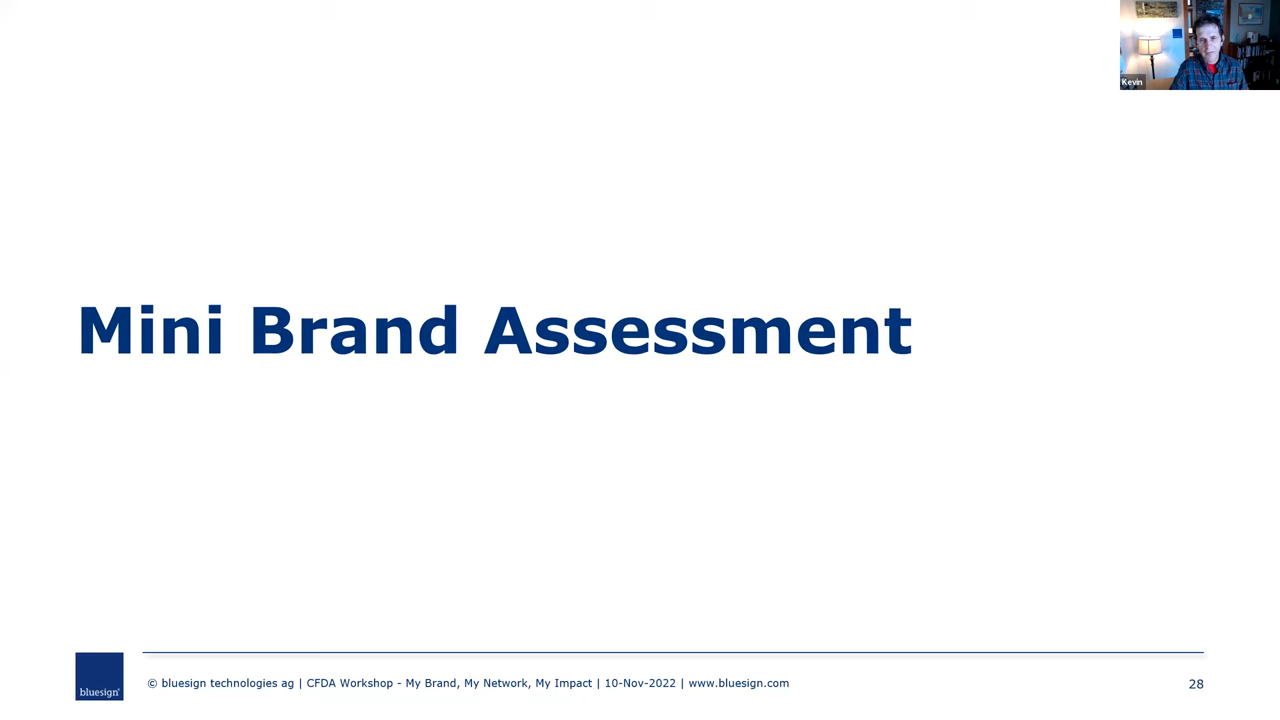 Kevin
Mini Brand Assessment
bluesign®
© bluesign technologies ag | CFDA Workshop - My Brand, My Network, My Impact | 10-Nov-2022 | www.bluesign.com
28